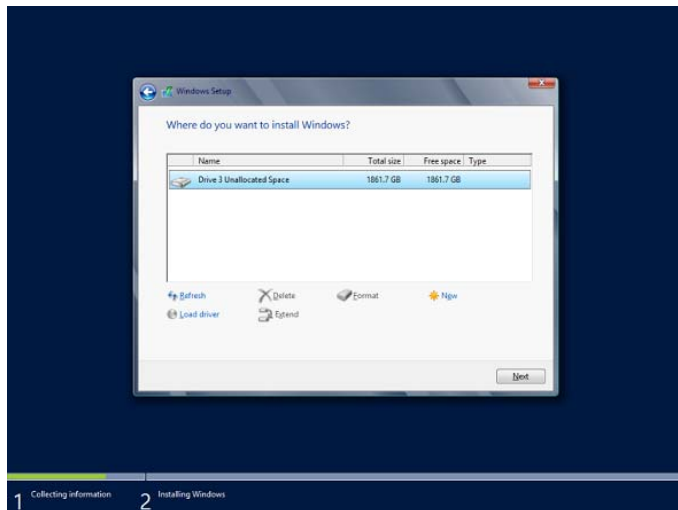 Windows Setup
Where do you want to install Windows?
Name Total size Free space Type
Drive 3 Unallocated Space 1861.7 GB 1861.7 GB
Refresh Delete Format New
Load driver Extend
Next
1 Collecting information 2 Installing Windows